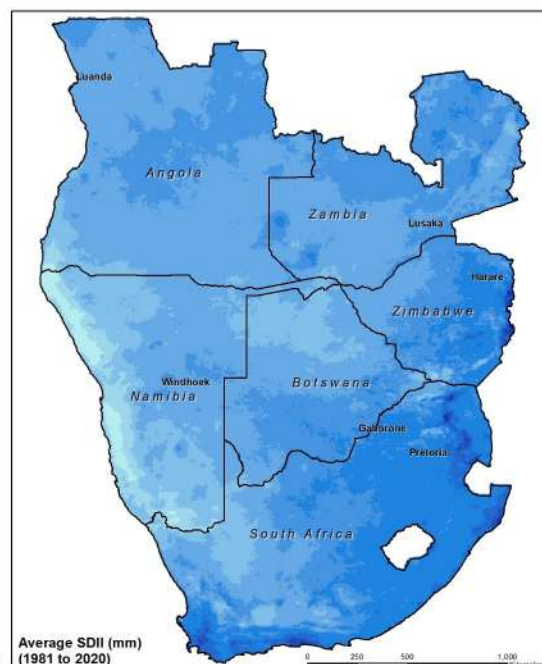 Luanda
Angola
Zambia
Lusaka
Harare
Zimbabwe
Windhoek
Namibia
Botswana
Gaborone
Pretoria
South Africa
Average SDII (mm)
(1981 to 2020)
0 250 500 1,000